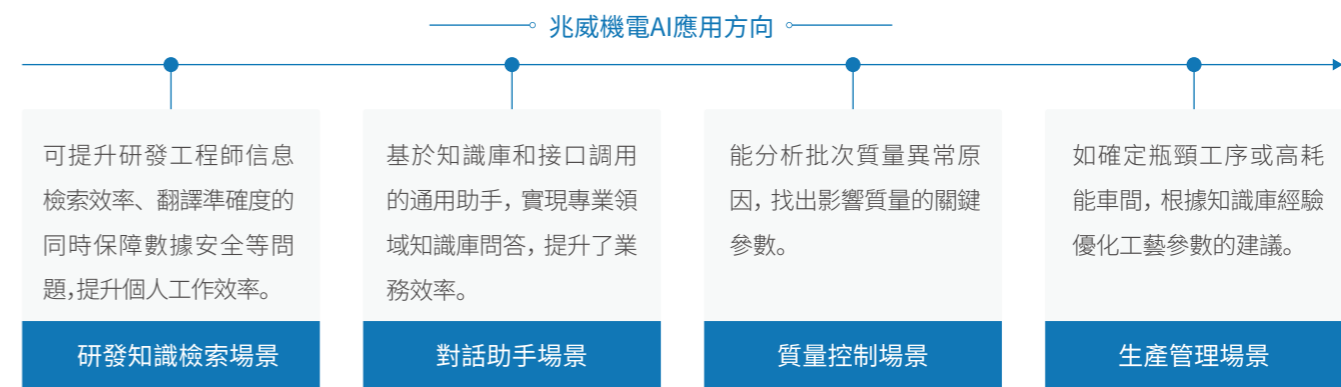 兆威機電AI應用方向
可提升研發工程師信息
檢索效率、翻譯準確度的
同時保障數據安全等問
題,提升個人工作效率。
研發知識檢索場景
基於知識庫和接口調用
的通用助手，實現專業領
域知識庫問答，提升了業
務效率。
對話助手場景
能分析批次質量異常原
因，找出影響質量的關鍵
參數。
質量控制場景
如確定瓶頸工序或高耗
能車間，根據知識庫經驗
優化工藝參數的建議。
生產管理場景